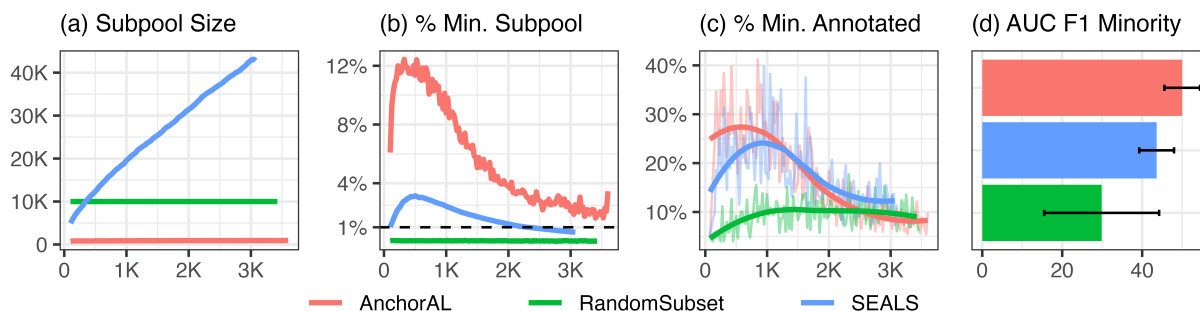 (a) Subpool Size
(b) % Min. Subpool
(c) % Min. Annotated
(d) AUC F1 Minority
40K
30K
20K
10K
0
0 1K 2K 3K
12%
8%
4%
1%
0 1K 2K 3K
40%
30%
20%
10%
0 1K 2K 3K
0 20 40
AnchorAL RandomSubset SEALS